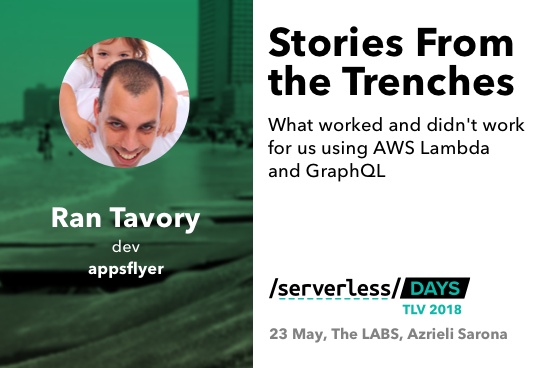 Ran Tavory
dev
appsflyer
Stories From
the Trenches
What worked and didn't work
for us using AWS Lambda
and GraphQL
/serverless/ DAYS
TLV 2018
23 May, The LABS, Azrieli Sarona